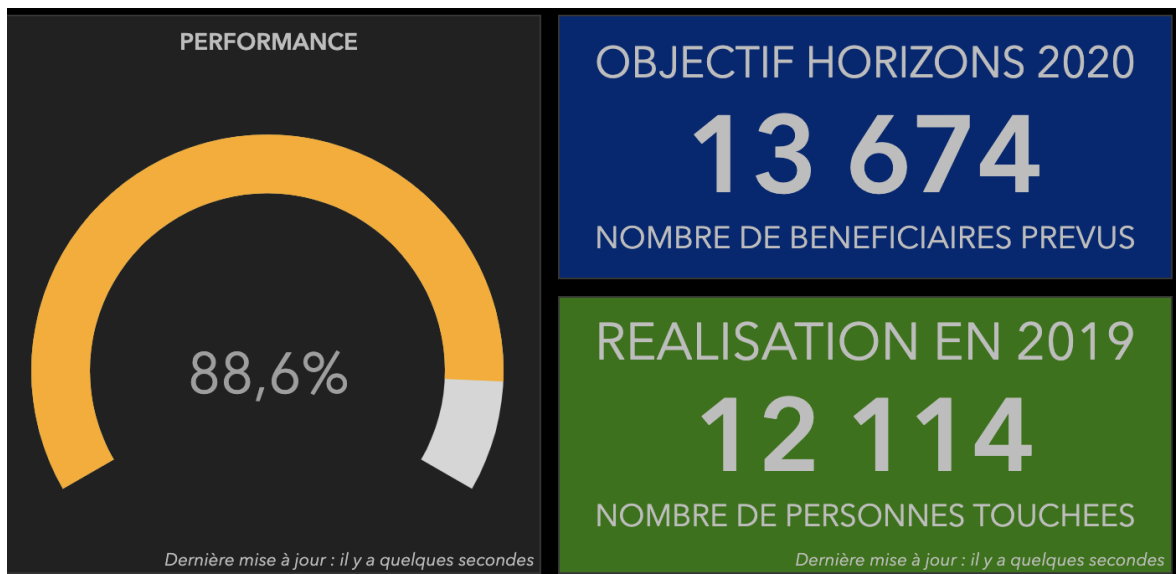 PERFORMANCE
88,6%
Dernière mise à jour : il y a quelques secondes
OBJECTIF HORIZONS 2020
13 674
NOMBRE DE BENEFICIAIRES PREVUS
REALISATION EN 2019
12 114
NOMBRE DE PERSONNES TOUCHEES
Dernière mise à jour : il y a quelques secondes